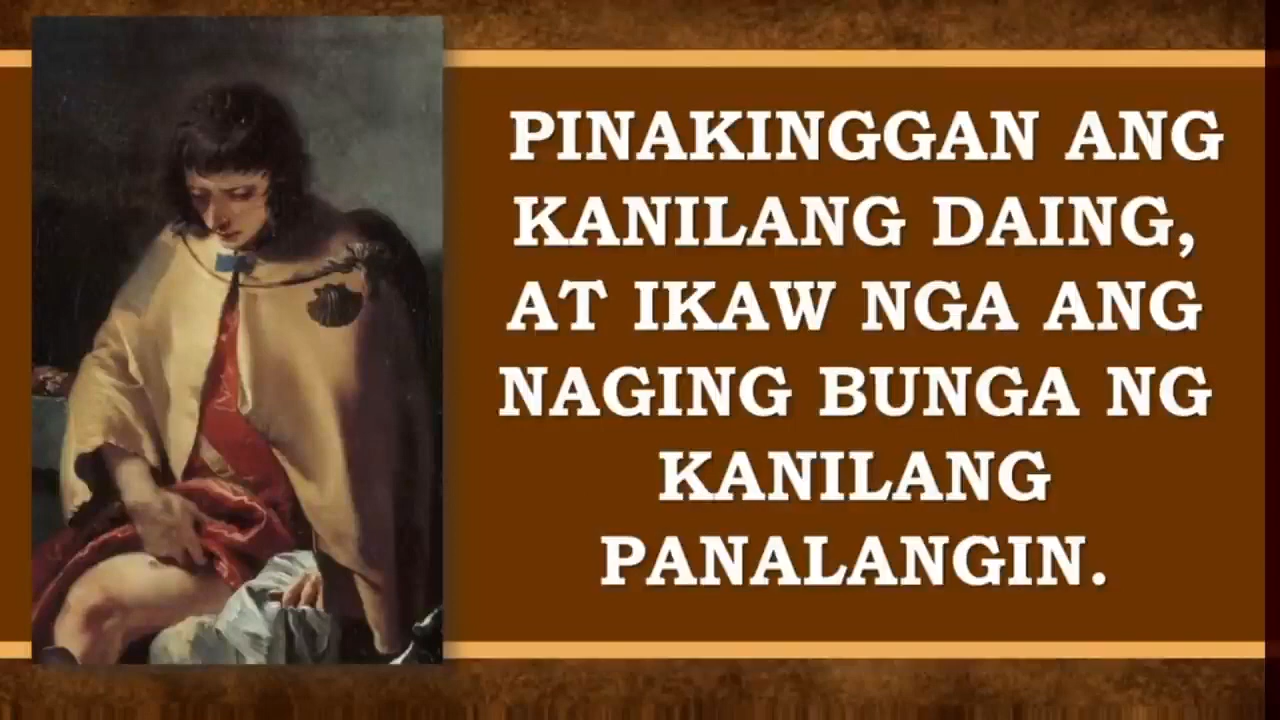 PINAKINGGAN ANG
KANILANG DAING,
AT IKAW NGA ANG
NAGING BUNGA NG
KANILANG
PANALANGIN.